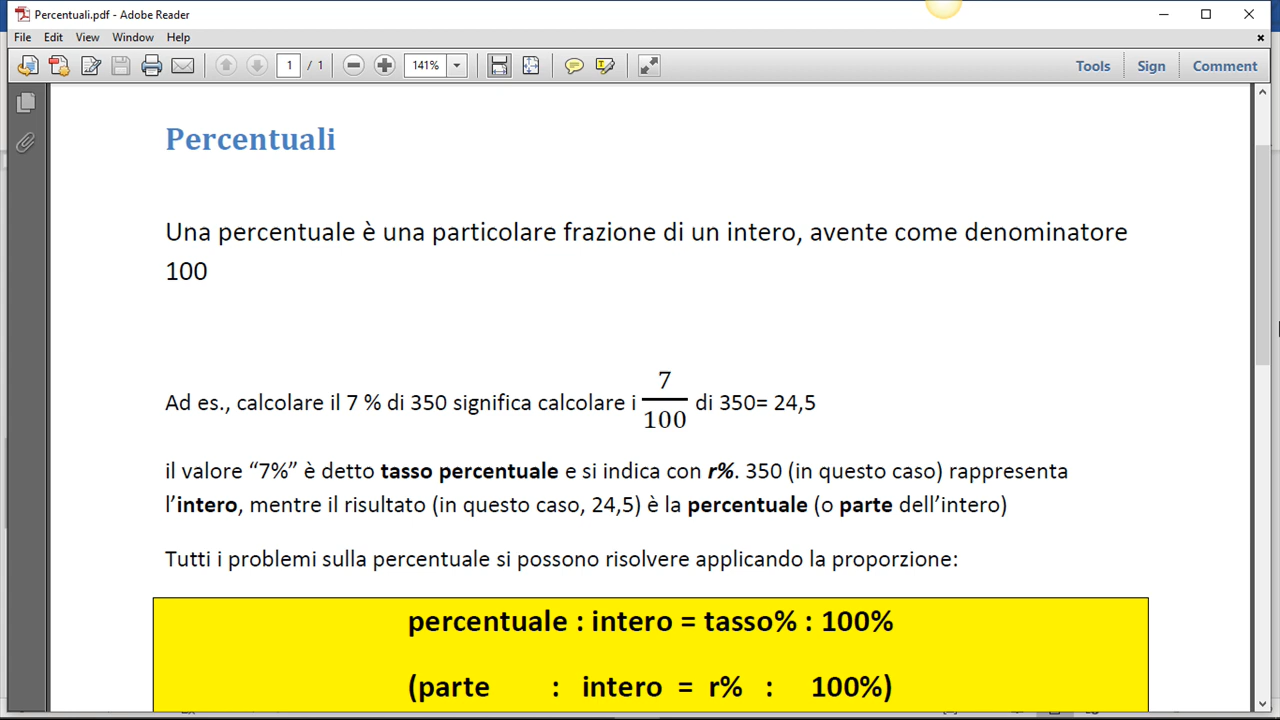 Percentuali.pdf - Adobe Reader
File Edit View Window Help
1 / 1 141% Tools Sign Comment
Percentuali
Una percentuale è una particolare frazione di un intero, avente come denominatore
100
Ad es., calcolare il 7 % di 350 significa calcolare i 7/100 di 350= 24,5
il valore “7%” è detto tasso percentuale e si indica con r%. 350 (in questo caso) rappresenta
l’intero, mentre il risultato (in questo caso, 24,5) è la percentuale (o parte dell’intero)
Tutti i problemi sulla percentuale si possono risolvere applicando la proporzione:
percentuale : intero = tasso% : 100%
(parte : intero = r% : 100%)